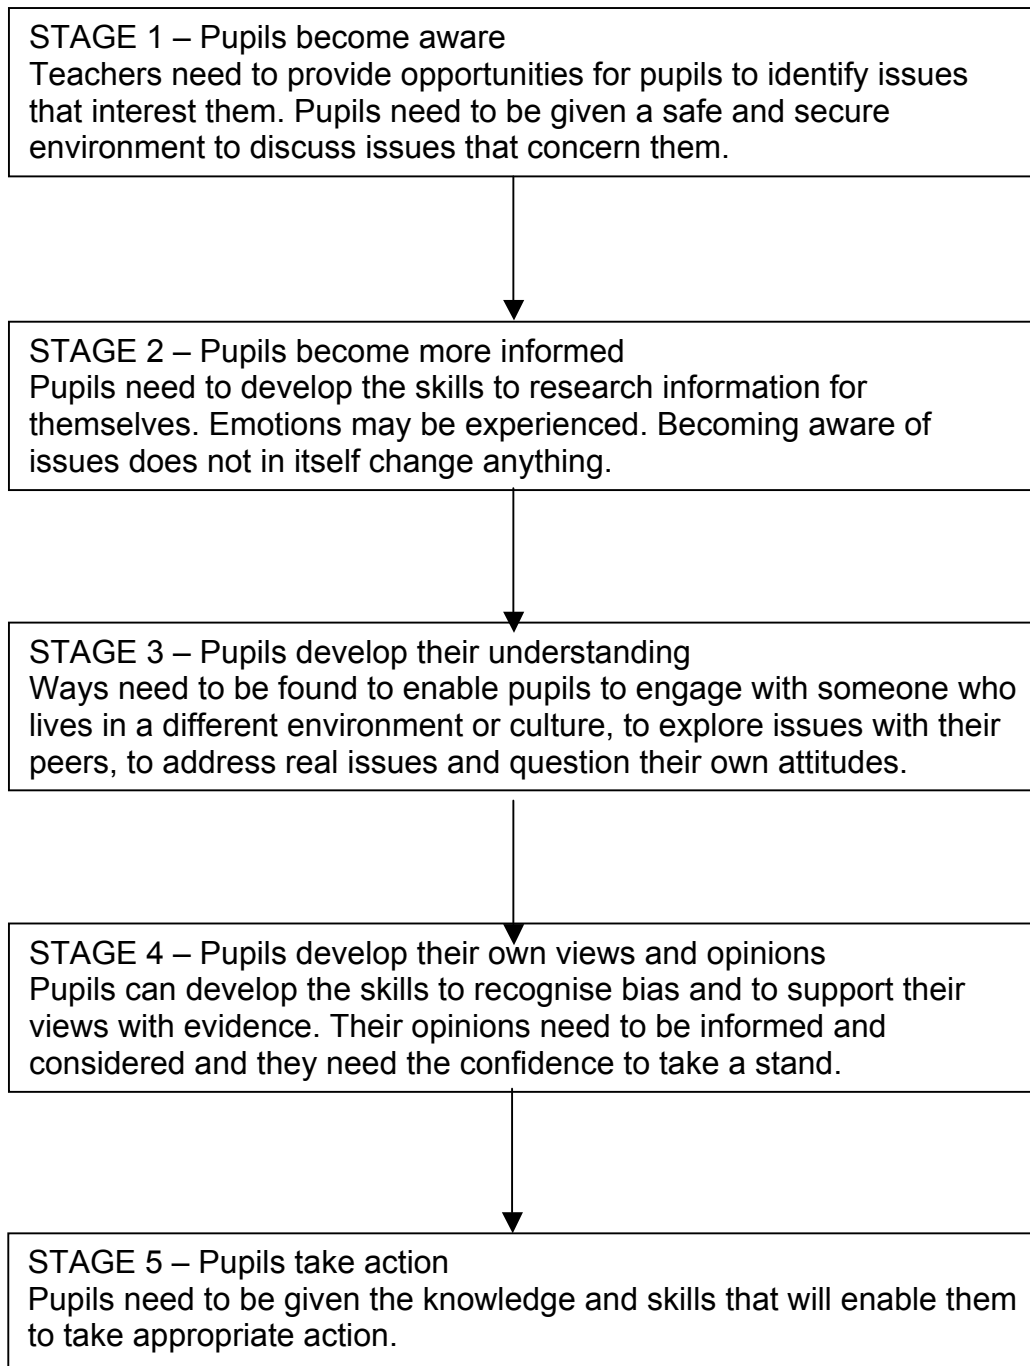 STAGE 1 – Pupils become aware
Teachers need to provide opportunities for pupils to identify issues
that interest them. Pupils need to be given a safe and secure
environment to discuss issues that concern them.
STAGE 2 – Pupils become more informed
Pupils need to develop the skills to research information for
themselves. Emotions may be experienced. Becoming aware of
issues does not in itself change anything.
STAGE 3 – Pupils develop their understanding
Ways need to be found to enable pupils to engage with someone who
lives in a different environment or culture, to explore issues with their
peers, to address real issues and question their own attitudes.
STAGE 4 – Pupils develop their own views and opinions
Pupils can develop the skills to recognise bias and to support their
views with evidence. Their opinions need to be informed and
considered and they need the confidence to take a stand.
STAGE 5 – Pupils take action
Pupils need to be given the knowledge and skills that will enable them
to take appropriate action.